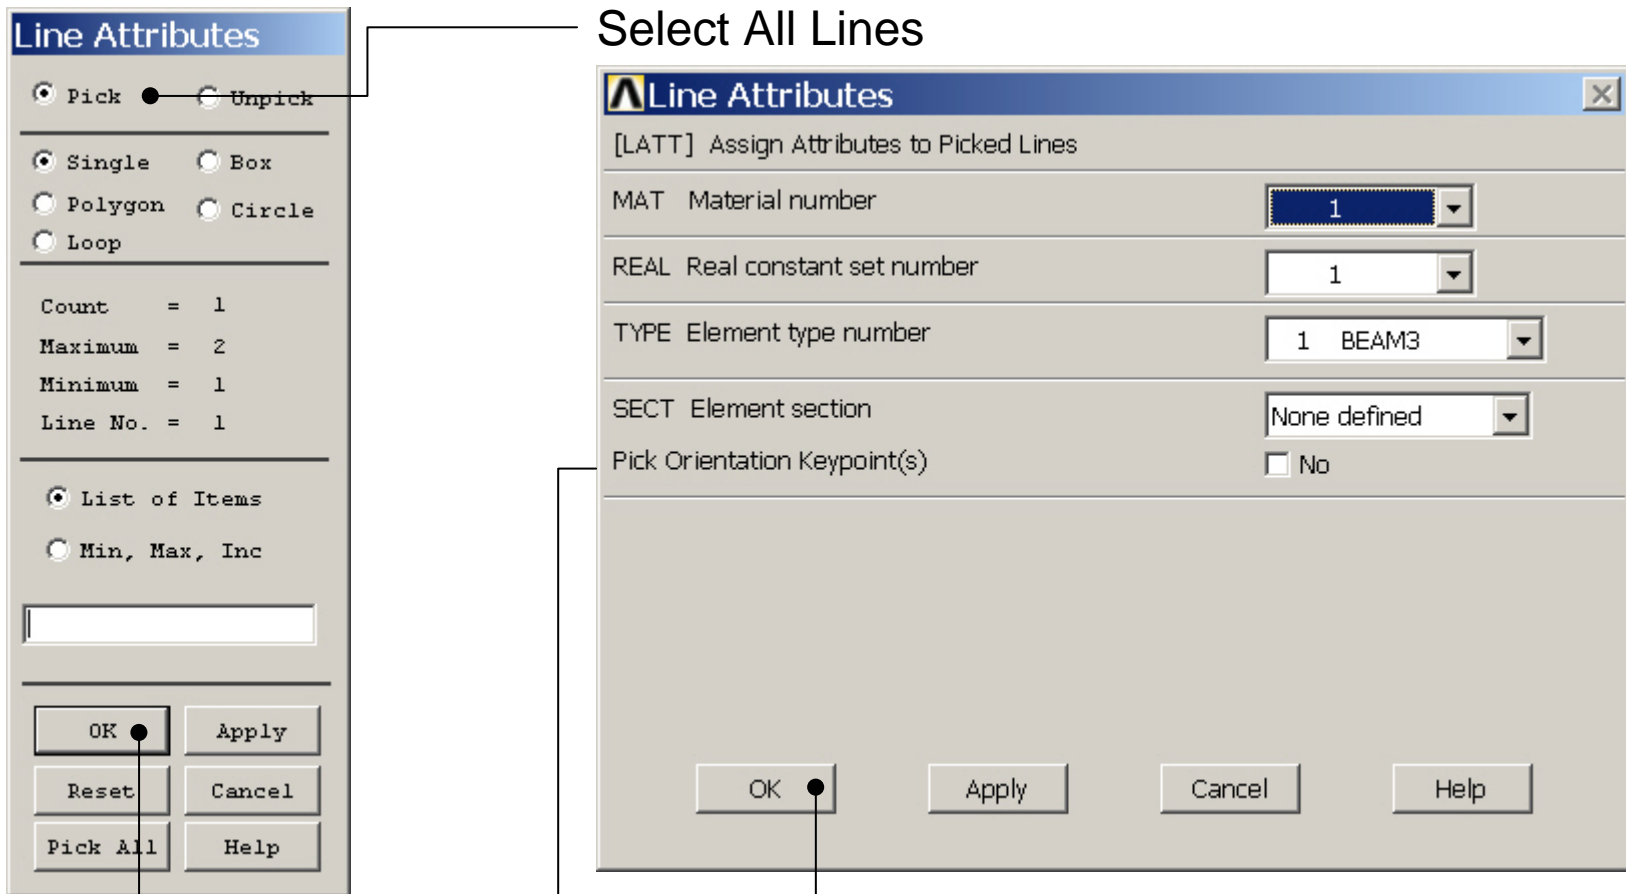 Select All Lines
Line Attributes
Pick Unpick
Single Box
Polygon Circle
Loop
Count = 1
Maximum = 2
Minimum = 1
Line No. = 1
List of Items
Min, Max, Inc
OK Apply
Reset Cancel
Pick All Help
Line Attributes
[LATT] Assign Attributes to Picked Lines
MAT Material number 1
REAL Real constant set number 1
TYPE Element type number 1 BEAM3
SECT Element section None defined
Pick Orientation Keypoint(s) No
OK Apply Cancel Help